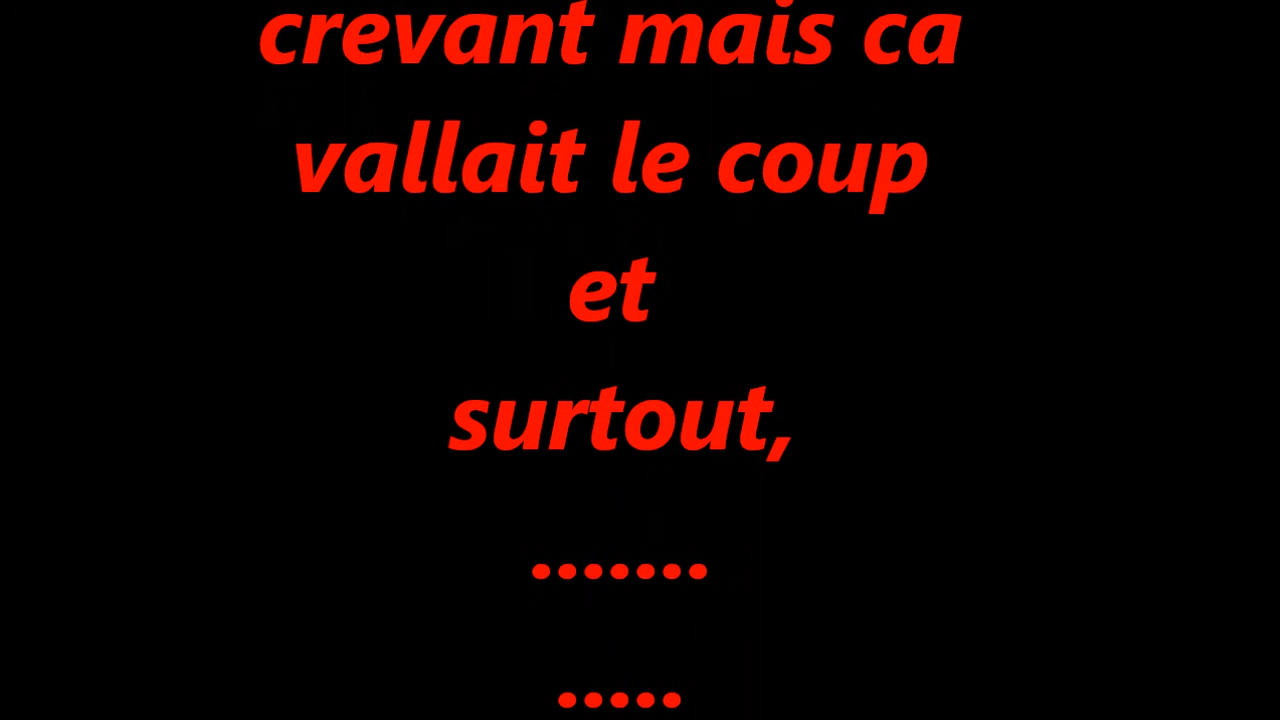 crevant mais ca
vallait le coup
et
surtout,
.......
.....